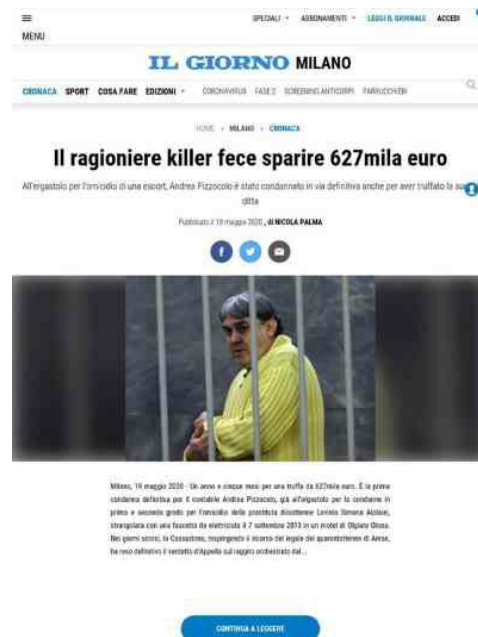 SPECIALI ABBONAMENTI LEGGI IL GIORNALE ACCEDI
MENU
IL GIORNO MILANO
CRONACA SPORT COSA FARE EDIZIONI CORONAVIRUS FASE 2 SCREENING ANTICORPI PARRUCCHIERI
HOME › MILANO › CRONACA
Il ragioniere killer fece sparire 627mila euro
All'ergastolo per l'omicidio di una escort, Andrea Pizzocolo è stato condannato in via definitiva anche per aver truffato la sua
ditta
Pubblicato il 19 maggio 2020 , di NICOLA PALMA
Milano, 19 maggio 2020 - Un anno e cinque mesi per una truffa da 627mila euro. È la prima
condanna definitiva per il contabile Andrea Pizzocolo, già all'ergastolo per le condanne in
primo e secondo grado per l'omicidio della prostituta diciottenne Lavinia Simona Ailoaiei,
strangolata con una fascetta da elettricista il 7 settembre 2013 in un motel di Olgiate Olona.
Nei giorni scorsi, la Cassazione, respingendo il ricorso del legale del quarantottenne di Arese,
ha reso definitivo il verdetto d'Appello sul raggiro orchestrato dal...
CONTINUA A LEGGERE